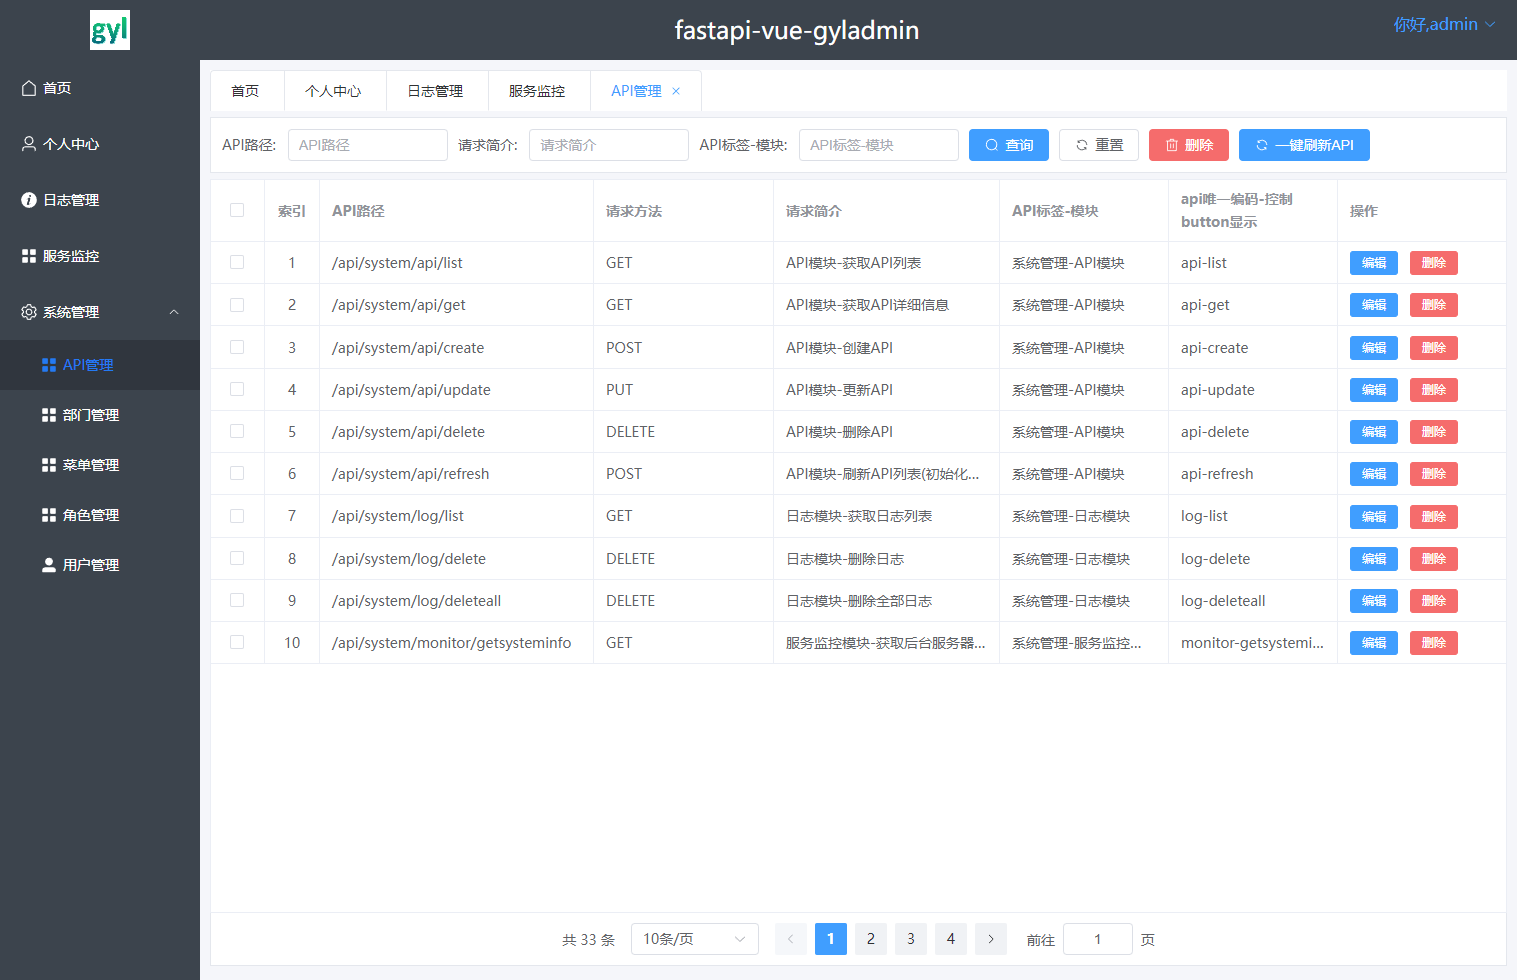 gyl
fastapi-vue-gyladmin
你好,admin
首页
个人中心
日志管理
服务监控
系统管理
API管理
部门管理
菜单管理
角色管理
用户管理
首页 个人中心 日志管理 服务监控 API管理
API路径: API路径 请求简介: 请求简介 API标签-模块: API标签-模块 查询 重置 删除 一键刷新API
索引 API路径 请求方法 请求简介 API标签-模块 api唯一编码-控制 操作
button显示
1 /api/system/api/list GET API模块-获取API列表 系统管理-API模块 api-list 编辑 删除
2 /api/system/api/get GET API模块-获取API详细信息 系统管理-API模块 api-get 编辑 删除
3 /api/system/api/create POST API模块-创建API 系统管理-API模块 api-create 编辑 删除
4 /api/system/api/update PUT API模块-更新API 系统管理-API模块 api-update 编辑 删除
5 /api/system/api/delete DELETE API模块-删除API 系统管理-API模块 api-delete 编辑 删除
6 /api/system/api/refresh POST API模块-刷新API列表(初始化... 系统管理-API模块 api-refresh 编辑 删除
7 /api/system/log/list GET 日志模块-获取日志列表 系统管理-日志模块 log-list 编辑 删除
8 /api/system/log/delete DELETE 日志模块-删除日志 系统管理-日志模块 log-delete 编辑 删除
9 /api/system/log/deleteall DELETE 日志模块-删除全部日志 系统管理-日志模块 log-deleteall 编辑 删除
10 /api/system/monitor/getsysteminfo GET 服务监控模块-获取后台服务器... 系统管理-服务监控... monitor-getsystemi... 编辑 删除
共 33 条 10条/页 1 2 3 4 前往 1 页